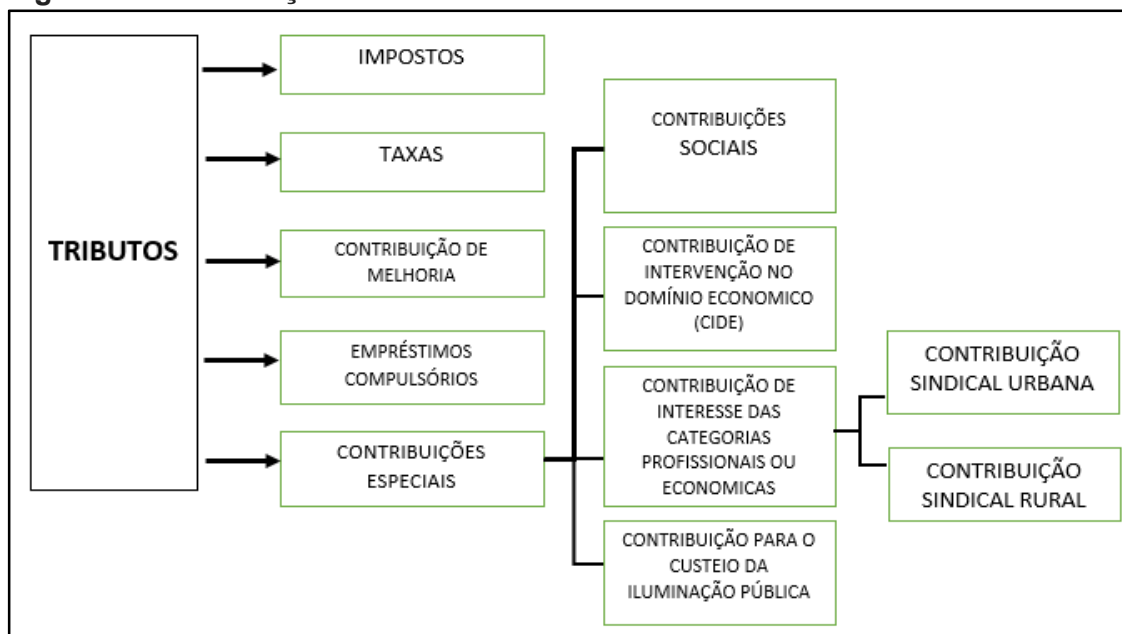 TRIBUTOS
IMPOSTOS
TAXAS
CONTRIBUIÇÃO DE
MELHORIA
EMPRÉSTIMOS
COMPULSÓRIOS
CONTRIBUIÇÕES
ESPECIAIS
CONTRIBUIÇÕES
SOCIAIS
CONTRIBUIÇÃO DE
INTERVENÇÃO NO
DOMÍNIO ECONOMICO
(CIDE)
CONTRIBUIÇÃO DE
INTERESSE DAS
CATEGORIAS
PROFISSIONAIS OU
ECONOMICAS
CONTRIBUIÇÃO PARA O
CUSTEIO DA
ILUMINAÇÃO PÚBLICA
CONTRIBUIÇÃO
SINDICAL URBANA
CONTRIBUIÇÃO
SINDICAL RURAL